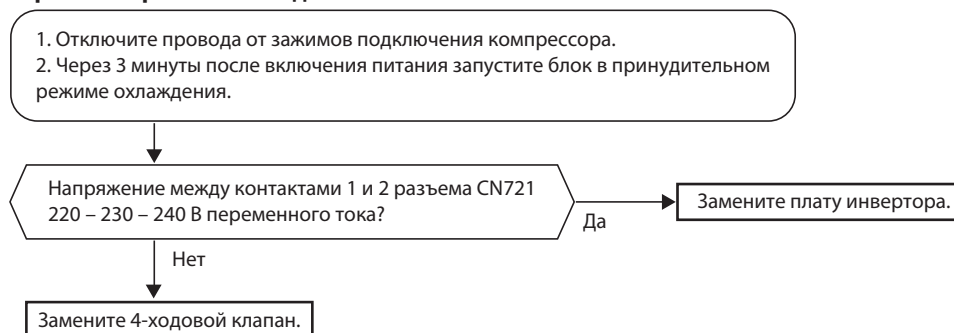 1. Отключите провода от зажимов подключения компрессора.
2. Через 3 минуты после включения питания запустите блок в принудительном
режиме охлаждения.
Напряжение между контактами 1 и 2 разъема CN721
220 – 230 – 240 В переменного тока?
Да
Замените плату инвертора.
Нет
Замените 4-ходовой клапан.